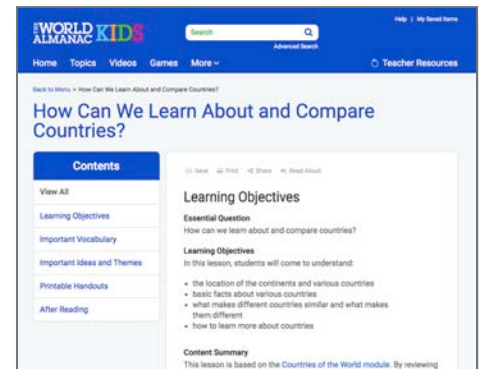 THE WORLD ALMANAC KIDS
Help | My Saved Items
Search
Advanced Search
Home Topics Videos Games More
Teacher Resources
Back to Menu > How Can We Learn About and Compare Countries?
How Can We Learn About and Compare
Countries?
Contents
View All
Learning Objectives
Important Vocabulary
Important Ideas and Themes
Printable Handouts
After Reading
Save Print Share Read Aloud
Learning Objectives
Essential Question
How can we learn about and compare countries?
Learning Objectives
In this lesson, students will come to understand:
• the location of the continents and various countries
• basic facts about various countries
• what makes different countries similar and what makes
them different
• how to learn more about countries
Content Summary
This lesson is based on the Countries of the World module. By reviewing